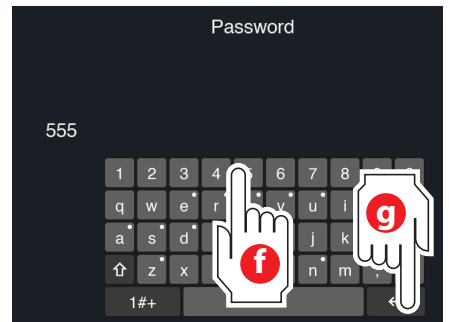 Password
555
1 2 3 4 6 7 8
q w e r u i
a s d j k
z x n m ,
1#+
f
g